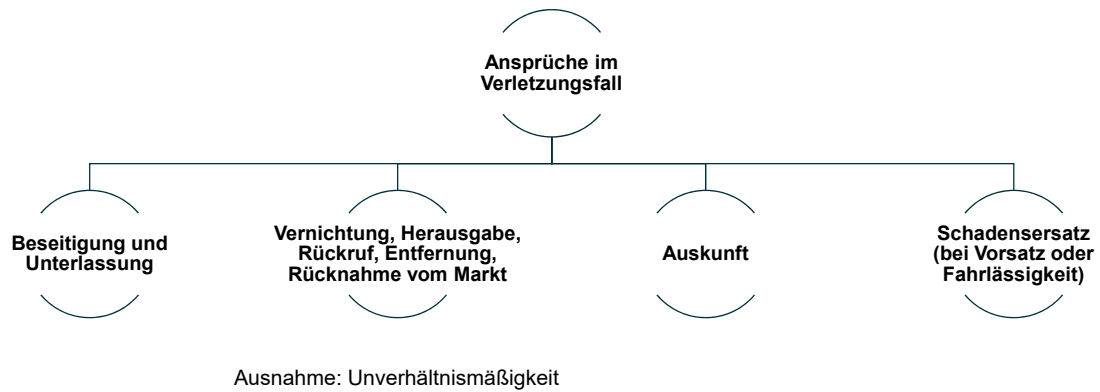 Ansprüche im
Verletzungsfall
Beseitigung und
Unterlassung
Vernichtung, Herausgabe,
Rückruf, Entfernung,
Rücknahme vom Markt
Auskunft
Schadensersatz
(bei Vorsatz oder
Fahrlässigkeit)
Ausnahme: Unverhältnismäßigkeit